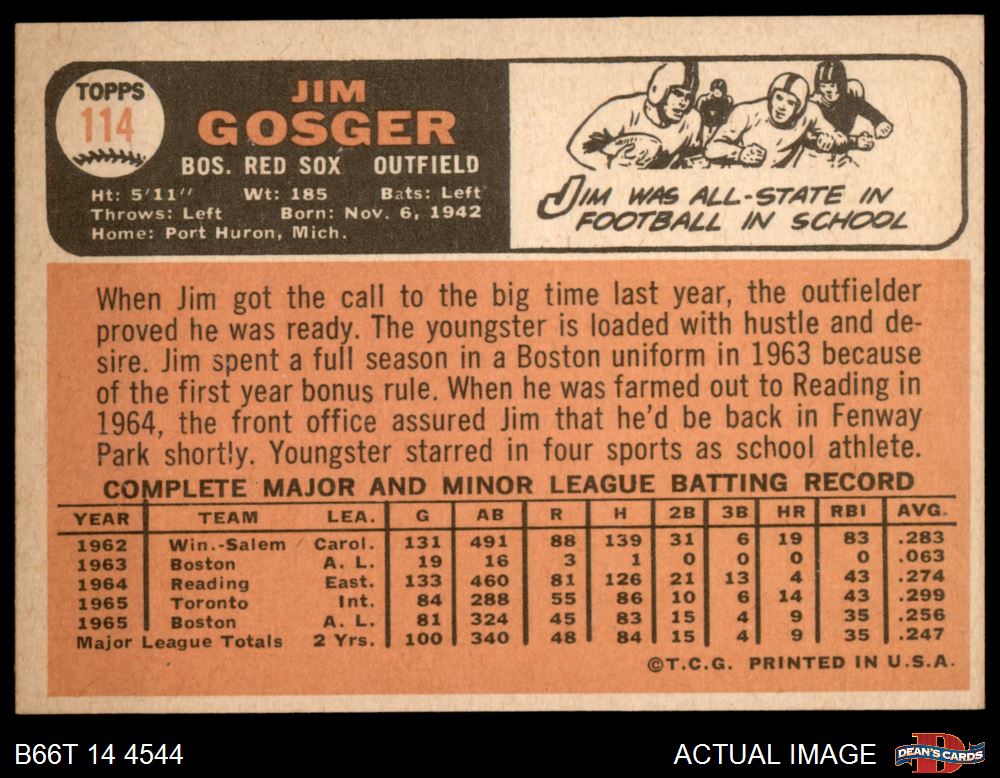 TOPPS
114
JIM
GOSGER
BOS. RED SOX OUTFIELD
Ht: 5'11" Wt: 185 Bats: Left
Throws: Left Born: Nov. 6, 1942
Home: Port Huron, Mich.
JIM WAS ALL-STATE IN
FOOTBALL IN SCHOOL
When Jim got the call to the big time last year, the outfielder
proved he was ready. The youngster is loaded with hustle and de-
sire. Jim spent a full season in a Boston uniform in 1963 because
of the first year bonus rule. When he was farmed out to Reading in
1964, the front office assured Jim that he'd be back in Fenway
Park shortly. Youngster starred in four sports as school athlete.
COMPLETE MAJOR AND MINOR LEAGUE BATTING RECORD
YEAR TEAM LEA. G AB R H 2B 3B HR RBI AVG.
1962 Win.-Salem Carol. 131 491 88 139 31 6 19 83 .283
1963 Boston A. L. 19 16 3 1 0 0 0 0 .063
1964 Reading East. 133 460 81 126 21 13 4 43 .274
1965 Toronto Int. 84 288 55 86 10 6 14 43 .299
1965 Boston A. L. 81 324 45 83 15 4 9 35 .256
Major League Totals 2 Yrs. 100 340 48 84 15 4 9 35 .247
©T.C.G. PRINTED IN U.S.A.
B66T 14 4544
ACTUAL IMAGE
DEAN'S CARDS